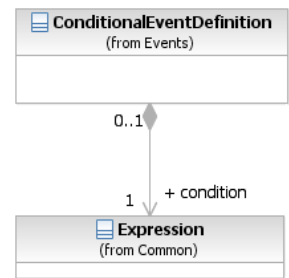 ConditionalEventDefinition
(from Events)
0..1
1
+ condition
Expression
(from Common)